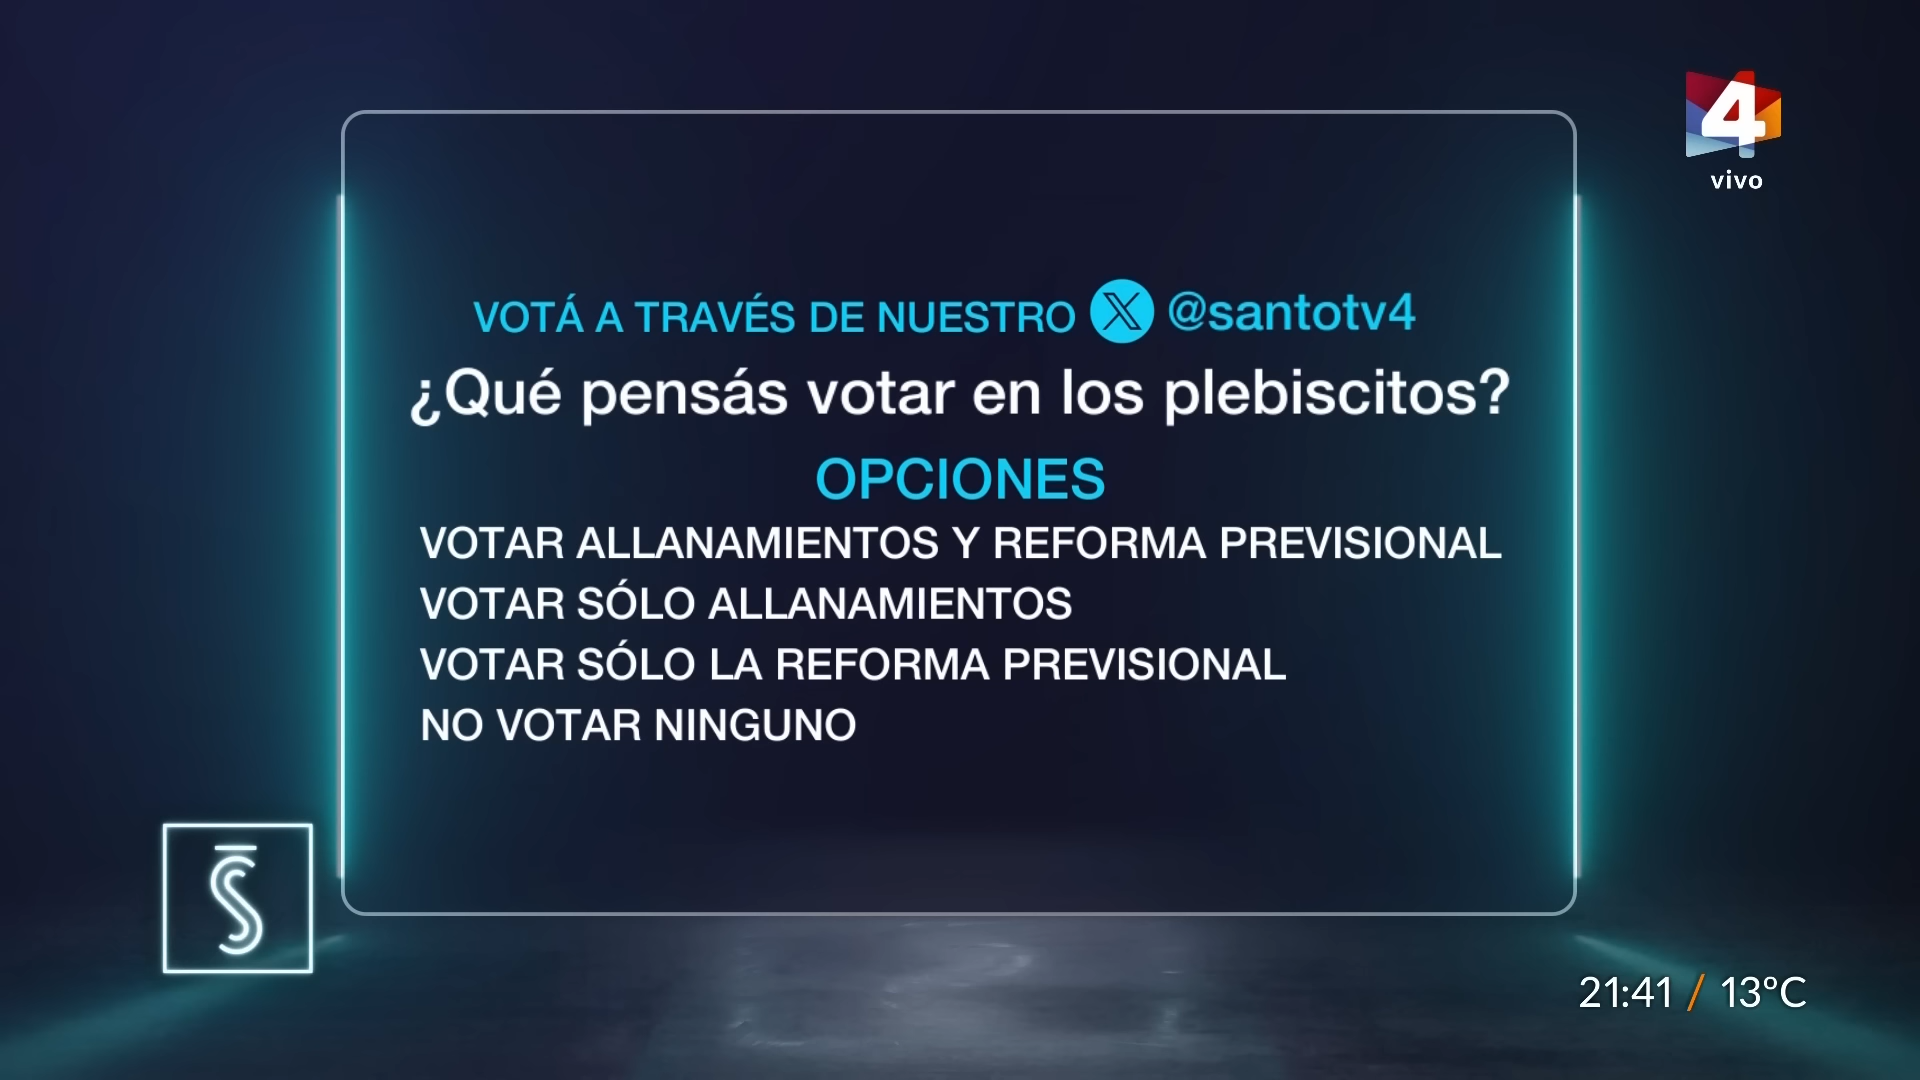 4
vivo
VOTÁ A TRAVÉS DE NUESTRO X @santotv4
¿Qué pensás votar en los plebiscitos?
OPCIONES
VOTAR ALLANAMIENTOS Y REFORMA PREVISIONAL
VOTAR SÓLO ALLANAMIENTOS
VOTAR SÓLO LA REFORMA PREVISIONAL
NO VOTAR NINGUNO
S
21:41 / 13°C